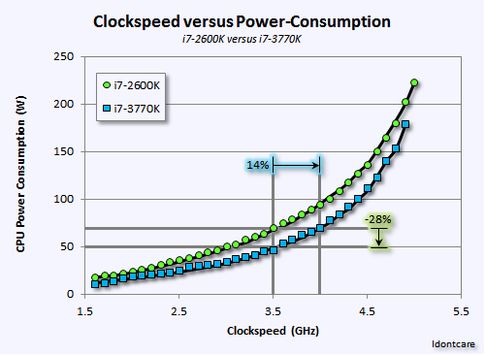 Clockspeed versus Power-Consumption
i7-2600K versus i7-3770K
CPU Power Consumption (W)
250
200
150
100
50
0
i7-2600K
i7-3770K
14%
-28%
1.5
2.5
3.5
4.5
5.5
Clockspeed (GHz)
Idontcare